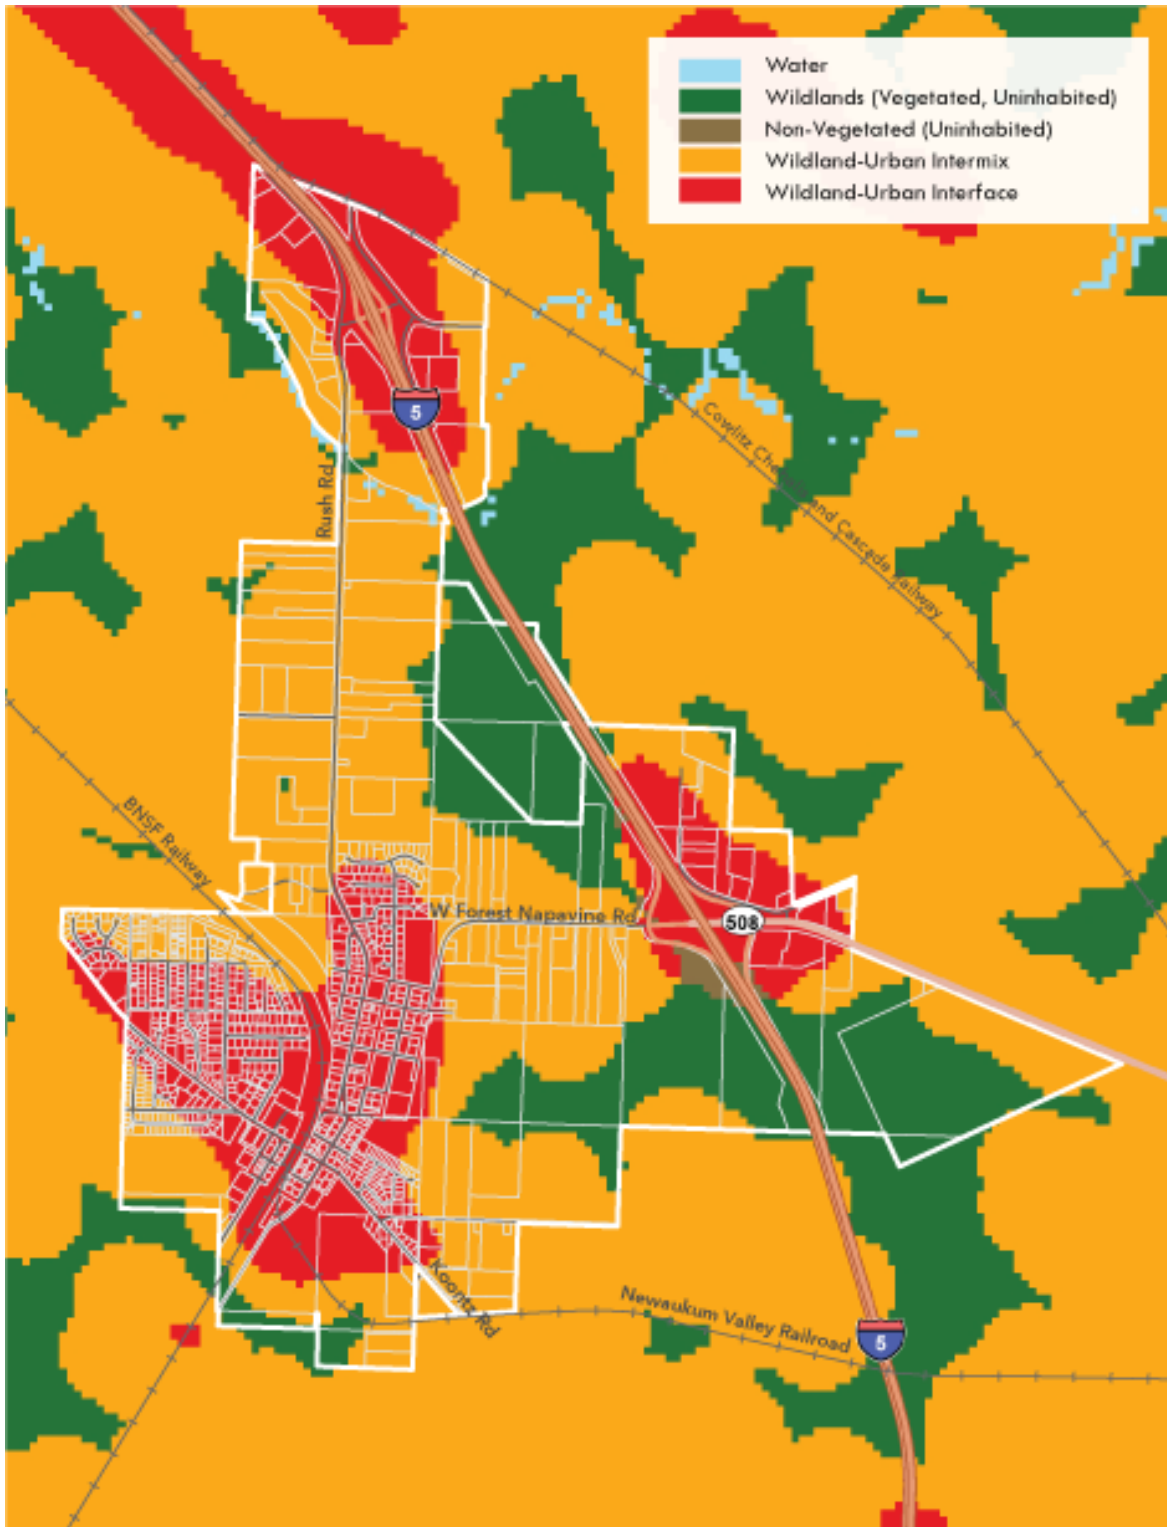 Water
Wildlands (Vegetated, Uninhabited)
Non-Vegetated (Uninhabited)
Wildland-Urban Intermix
Wildland-Urban Interface
5
Cowlitz Chehalis and Cascade Railway
Rush Rd
BNSF Railway
W Forest Napavine Rd
508
Koontz Rd
Newaukum Valley Railroad
5